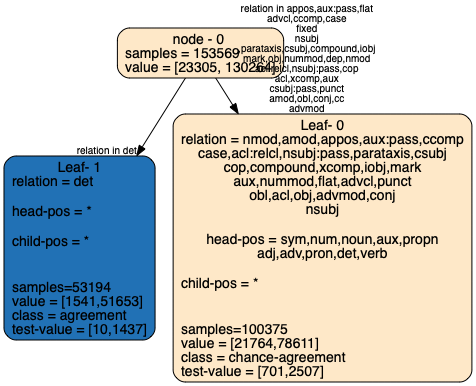 relation in appos,aux:pass,flat
advcl,ccomp,case
fixed
nsubj
parataxis,csubj,compound,iobj
mark,obj,nummod,dep,nmod
acl:relcl,nsubj:pass,cop
acl,xcomp,aux
csubj:pass,punct
amod,obl,conj,cc
advmod
node - 0
samples = 153569
value = [23305, 130264]
relation in det
Leaf- 1
relation = det
head-pos = *
child-pos = *
samples=53194
value = [1541,51653]
class = agreement
test-value = [10,1437]
Leaf- 0
relation = nmod,amod,appos,aux:pass,ccomp
case,acl:relcl,nsubj:pass,parataxis,csubj
cop,compound,xcomp,iobj,mark
aux,nummod,flat,advcl,punct
obl,acl,obj,advmod,conj
nsubj
head-pos = sym,num,noun,aux,propn
adj,adv,pron,det,verb
child-pos = *
samples=100375
value = [21764,78611]
class = chance-agreement
test-value = [701,2507]